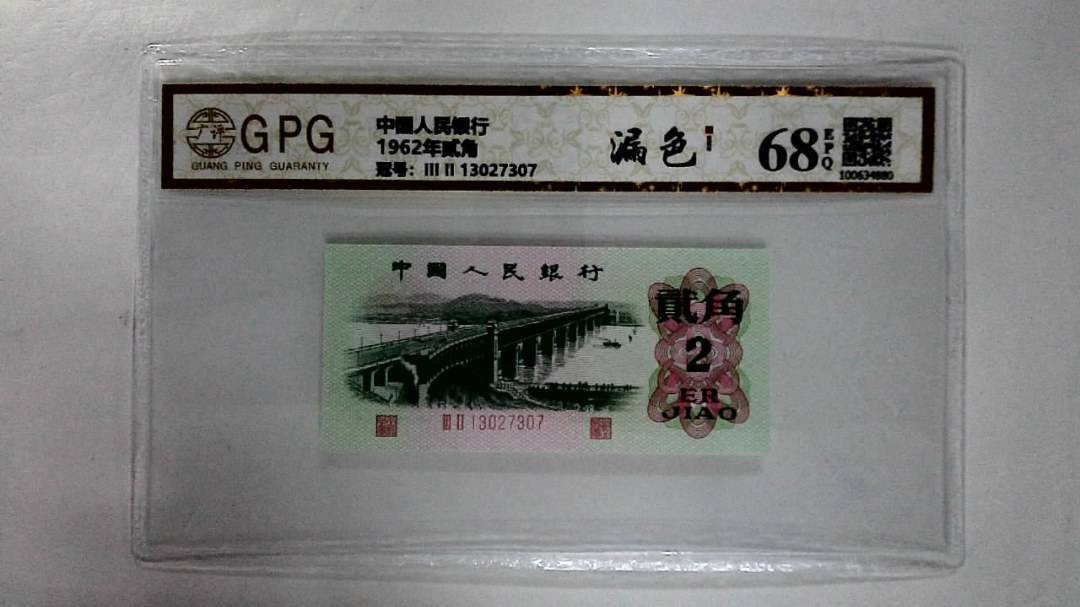 广评
GPG
GUANG PING GUARANTY
中国人民银行
1962年贰角
冠号：III II 13027307
漏色
68
EPQ
100634880
中國人民銀行
貳角
2
ER
JIAO
III II 13027307